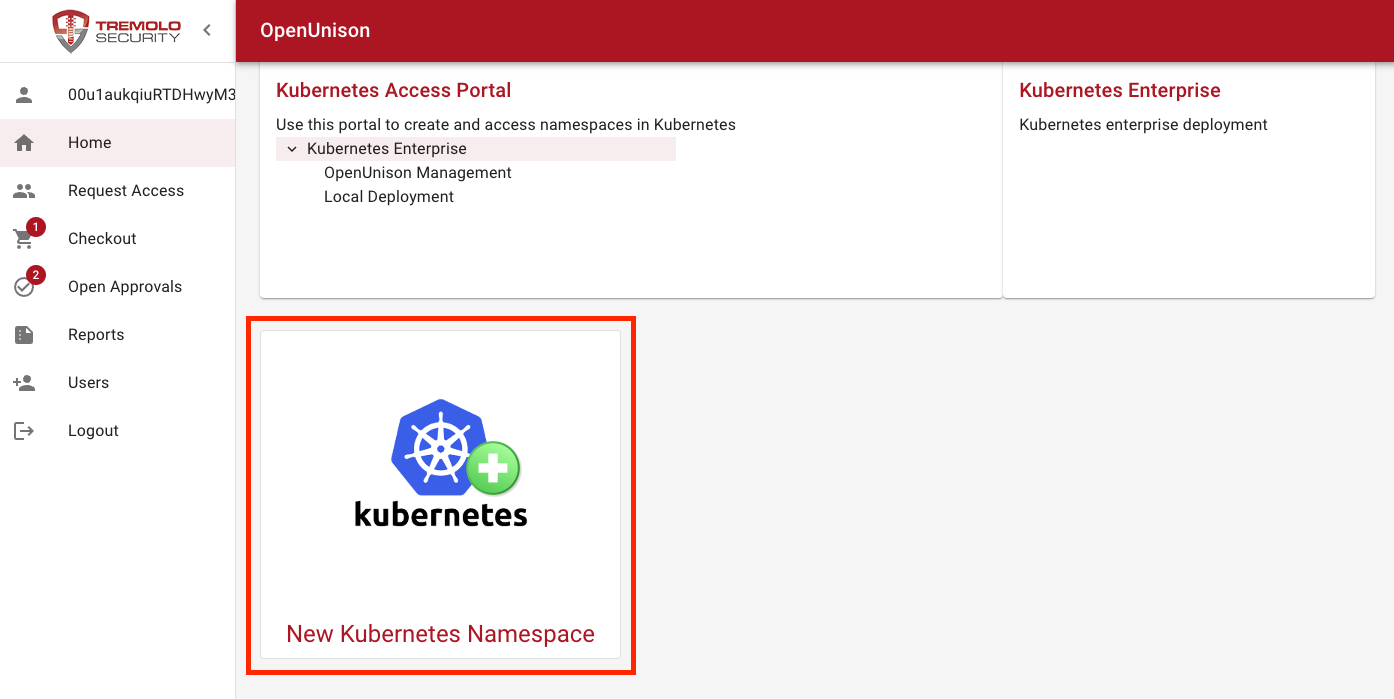 TREMOLO
SECURITY
OpenUnison
00u1aukqiuRTDHwyM3
Home
Request Access
1
Checkout
2
Open Approvals
Reports
Users
Logout
Kubernetes Access Portal
Use this portal to create and access namespaces in Kubernetes
Kubernetes Enterprise
OpenUnison Management
Local Deployment
Kubernetes Enterprise
Kubernetes enterprise deployment
kubernetes
New Kubernetes Namespace